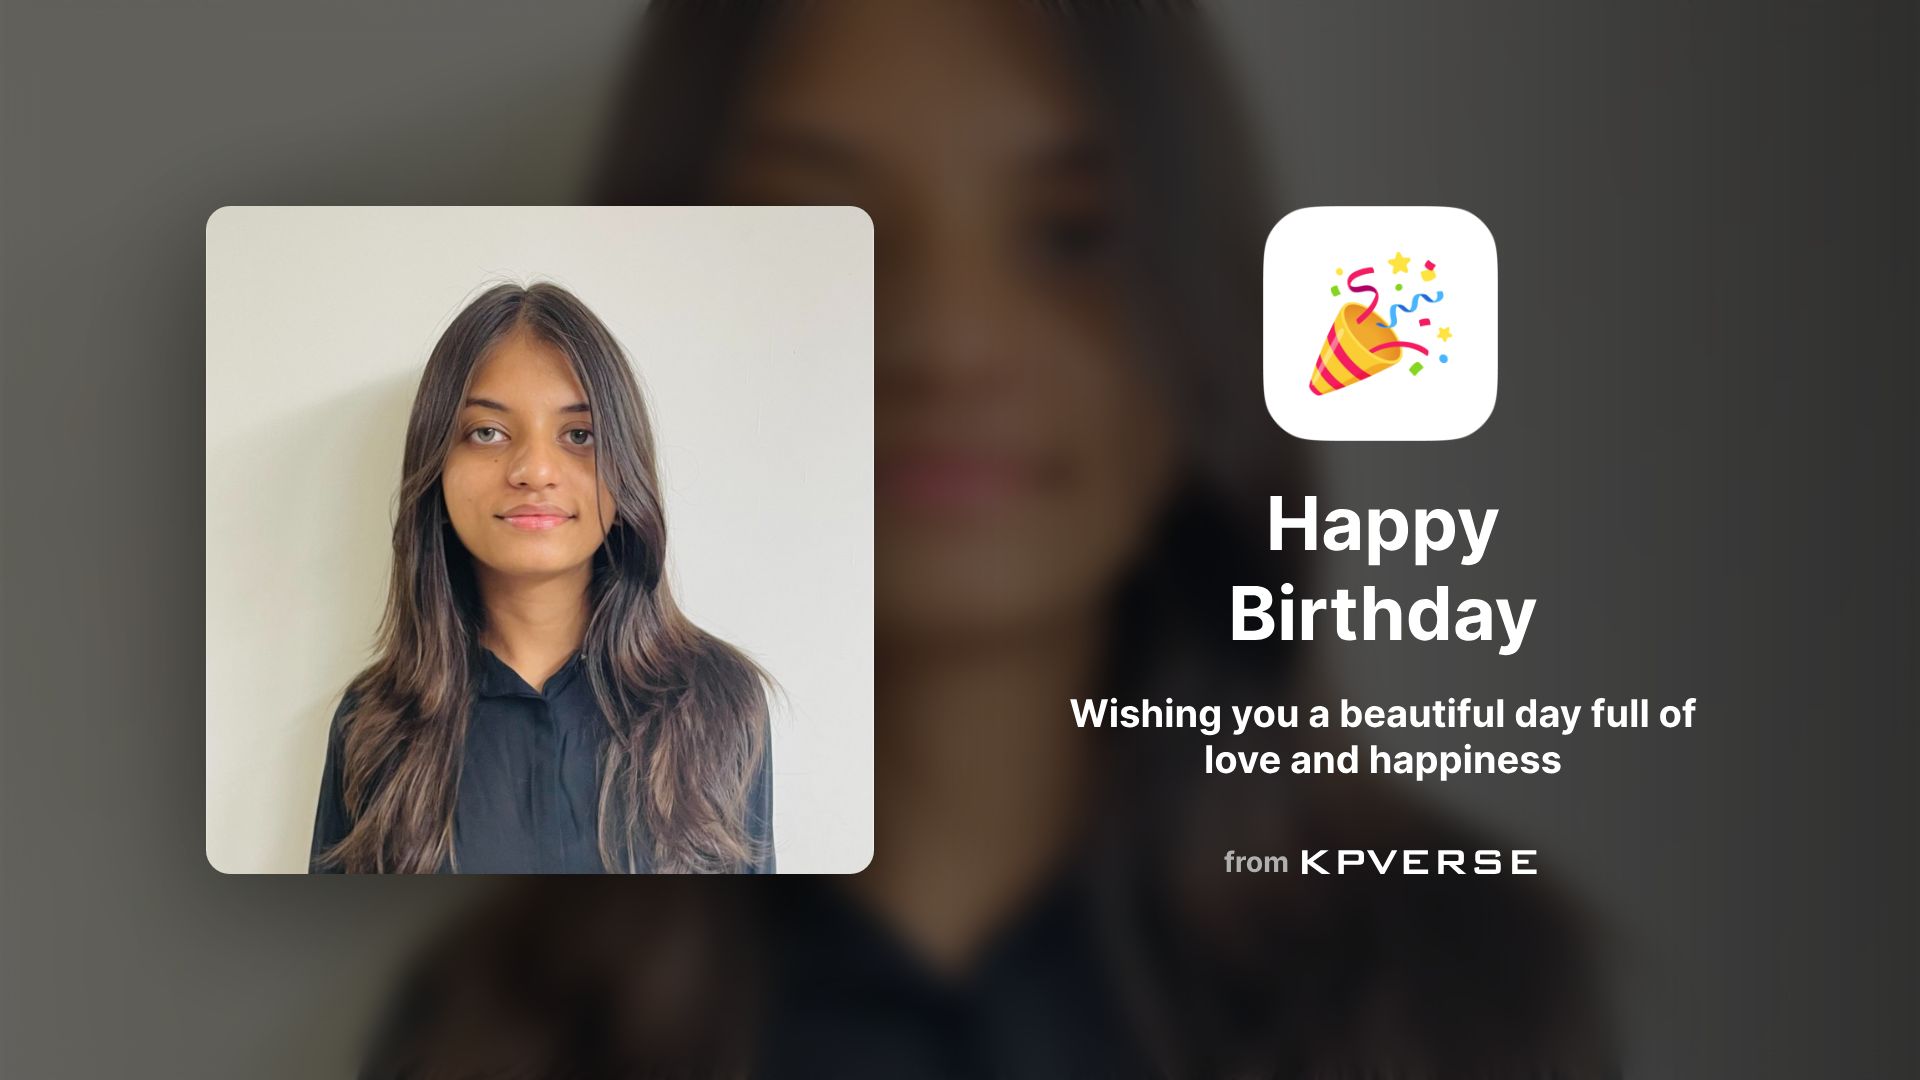 Happy
Birthday
Wishing you a beautiful day full of
love and happiness
from KPVERSE